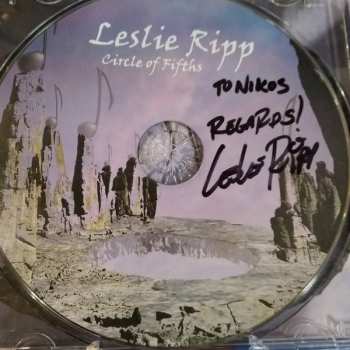 Leslie Ripp
Circle of Fifths
TO NIKOS
REGARDS!
Leslie Ripp